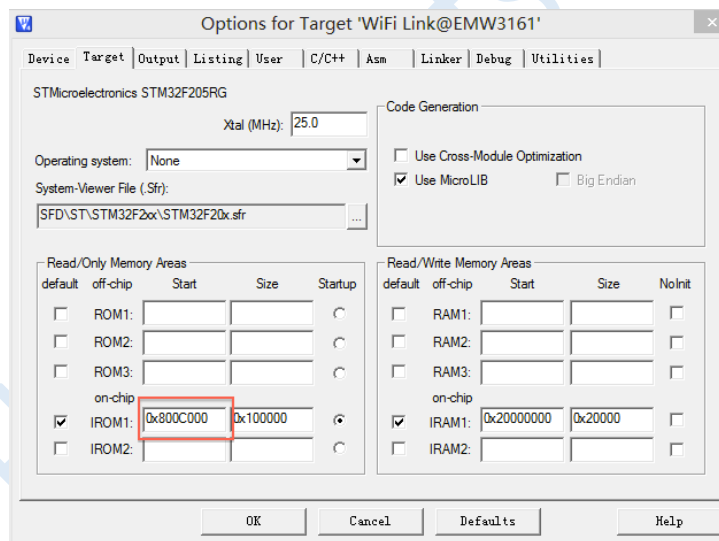 Options for Target 'WiFi Link@EMW3161'
Device Target Output Listing User C/C++ Asm Linker Debug Utilities
STMicroelectronics STM32F205RG
Xtal (MHz): 25.0
Operating system: None
System-Viewer File (.Sfr):
SFD\ST\STM32F2xx\STM32F20x.sfr ...
Code Generation
Use Cross-Module Optimization
Use MicroLIB Big Endian
Read/Only Memory Areas
default off-chip Start Size Startup
ROM1:
ROM2:
ROM3:
on-chip
IROM1: 0x800C000 0x100000
IROM2:
Read/Write Memory Areas
default off-chip Start Size NoInit
RAM1:
RAM2:
RAM3:
on-chip
IRAM1: 0x20000000 0x20000
IRAM2:
OK Cancel Defaults Help